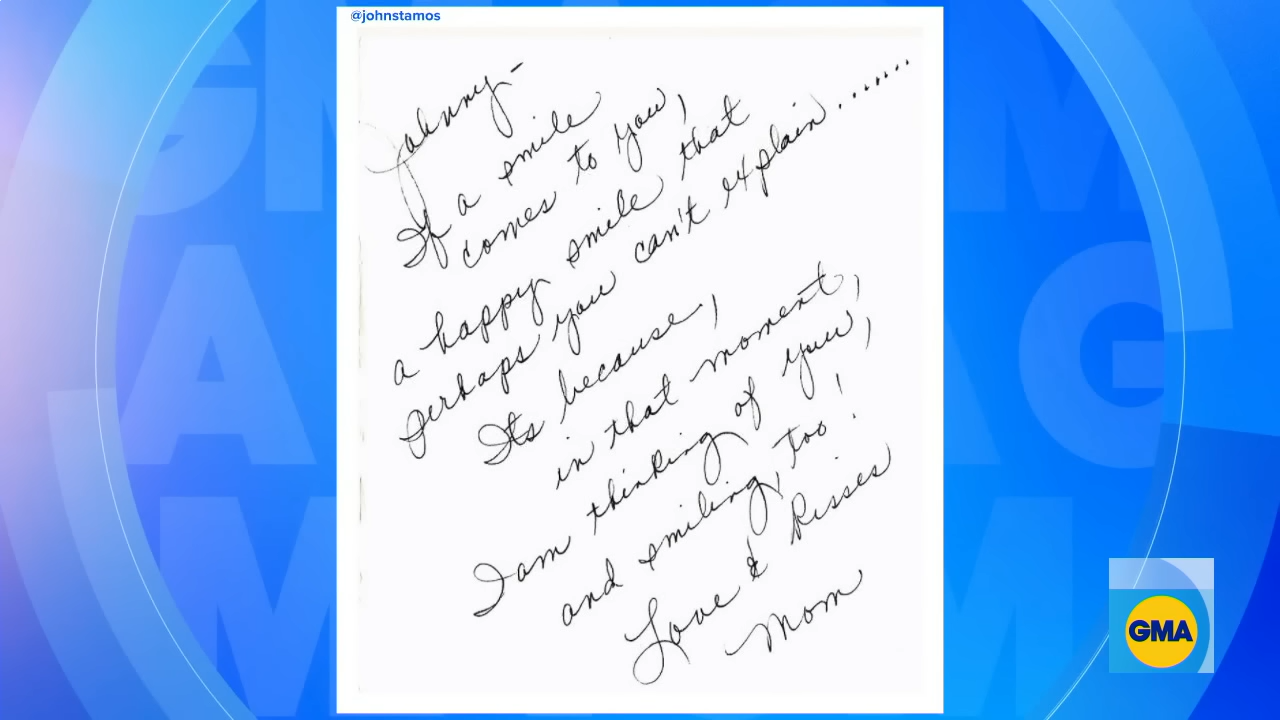 @johnstamos
Johnny-
If a smile
comes to you,
a happy smile that
perhaps you can't explain........
Its because,
in that moment,
I am thinking of you,
and smiling, too!
Love & Kisses
Mom
GMA